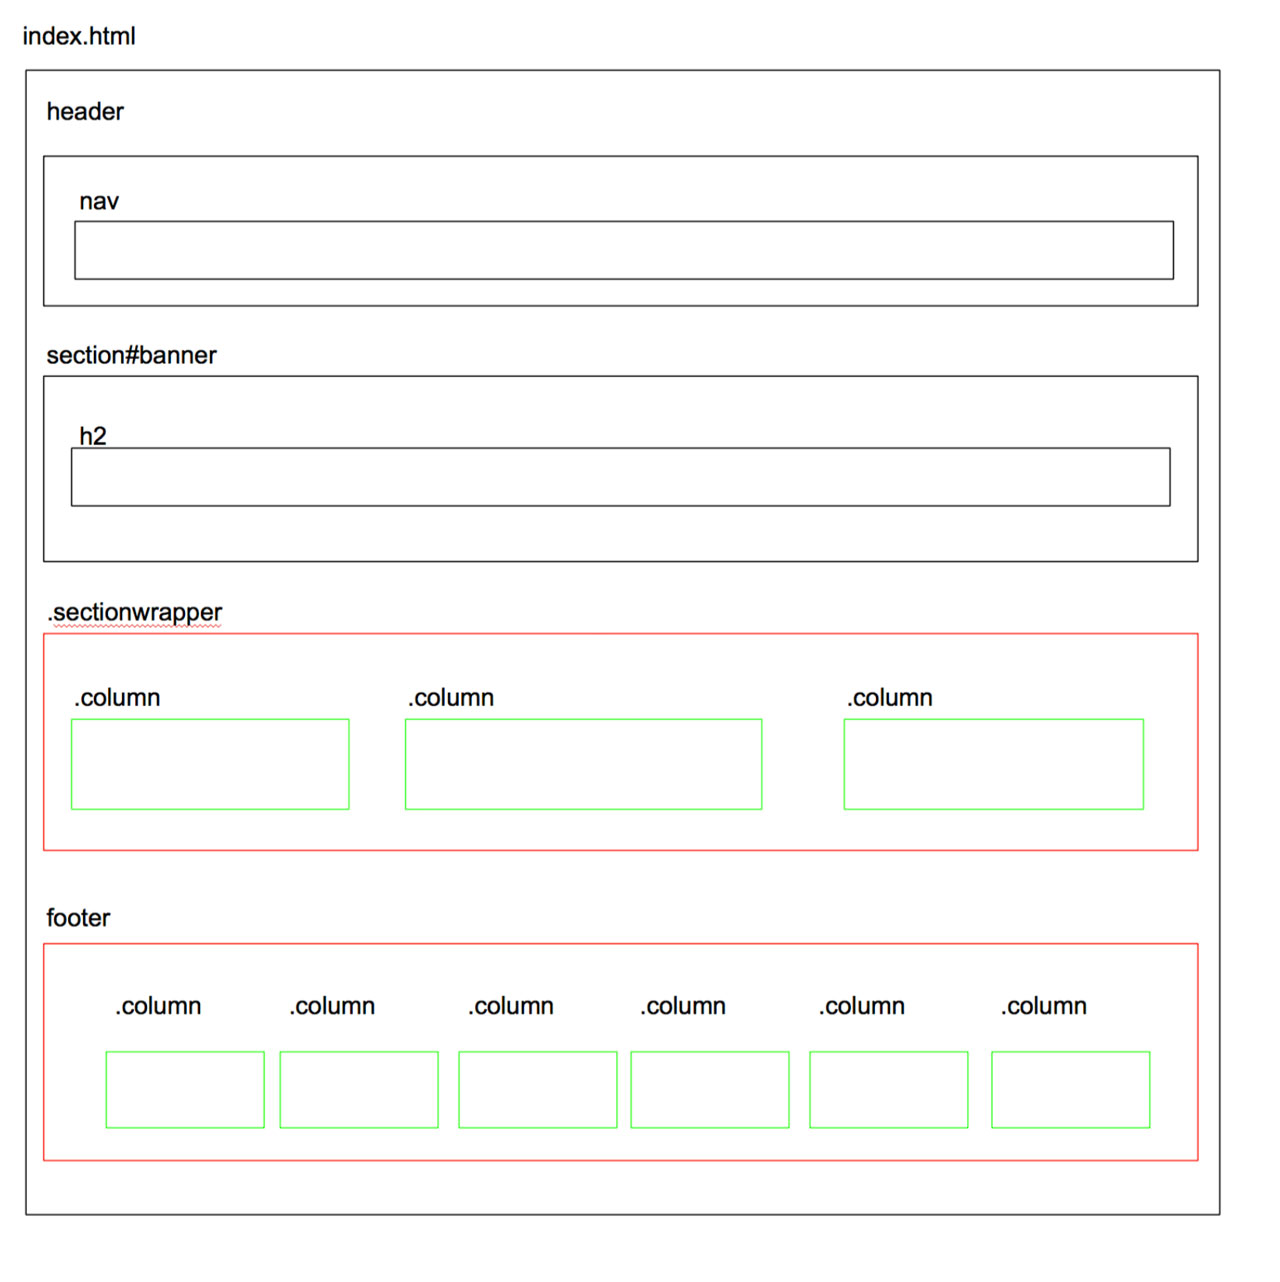 index.html
header
nav
section#banner
h2
.sectionwrapper
.column .column .column
footer
.column .column .column .column .column .column